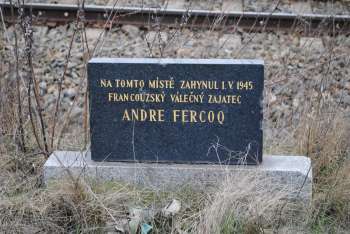 NA TOMTO MÍSTĚ ZAHYNUL 1. V. 1945
FRANCOUZSKÝ VÁLEČNÝ ZAJATEC
ANDRE FERCOQ